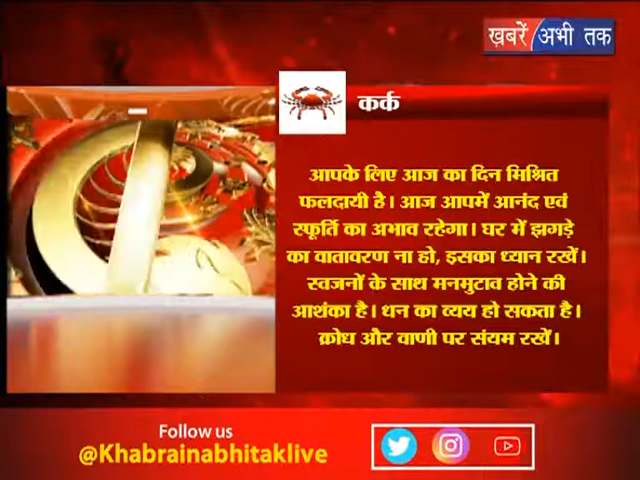 ख़बरें अभी तक
कर्क
आपके लिए आज का दिन मिश्रित
फलदायी है। आज आपमें आनंद एवं
स्फूर्ति का अभाव रहेगा। घर में झगड़े
का वातावरण ना हो, इसका ध्यान रखें।
स्वजनों के साथ मनमुटाव होने की
आशंका है। धन का व्यय हो सकता है।
क्रोध और वाणी पर संयम रखें।
Follow us
@Khabrainabhitaklive